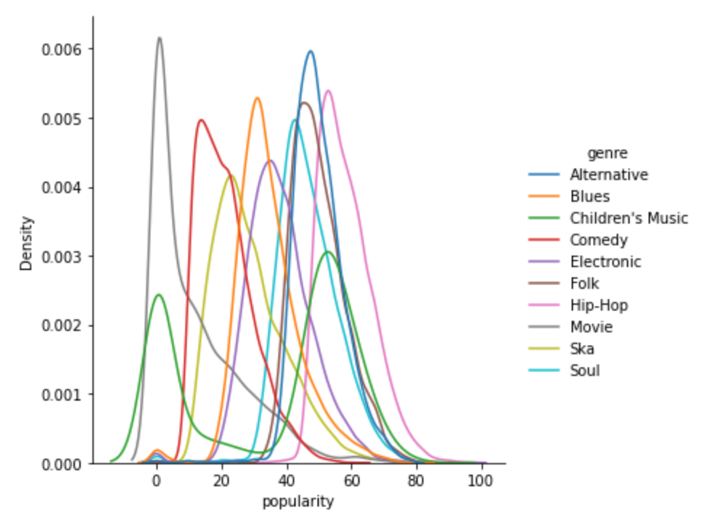 0.006
0.005
0.004
0.003
0.002
0.001
0.000
Density
0 20 40 60 80 100
popularity
genre
Alternative
Blues
Children's Music
Comedy
Electronic
Folk
Hip-Hop
Movie
Ska
Soul